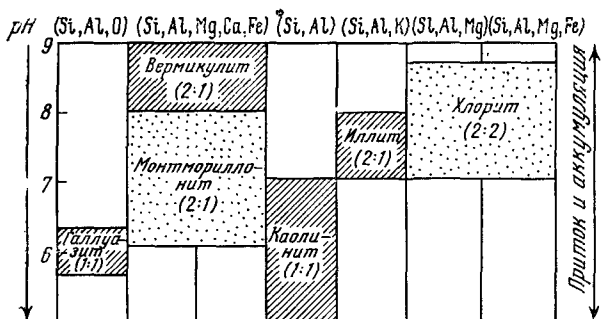 pH (Si, Al, O) (Si, Al, Mg, Ca, Fe) (Si, Al) (Si, Al, K) (Si, Al, Mg) (Si, Al, Mg, Fe)
9
8
7
6
Вермикулит
(2:1)
Монтморилло-
нит
(2:1)
Галлуа-
зит
(1:1)
Каоли-
нит
(1:1)
Иллит
(2:1)
Хлорит
(2:2)
Приток и аккумуляция